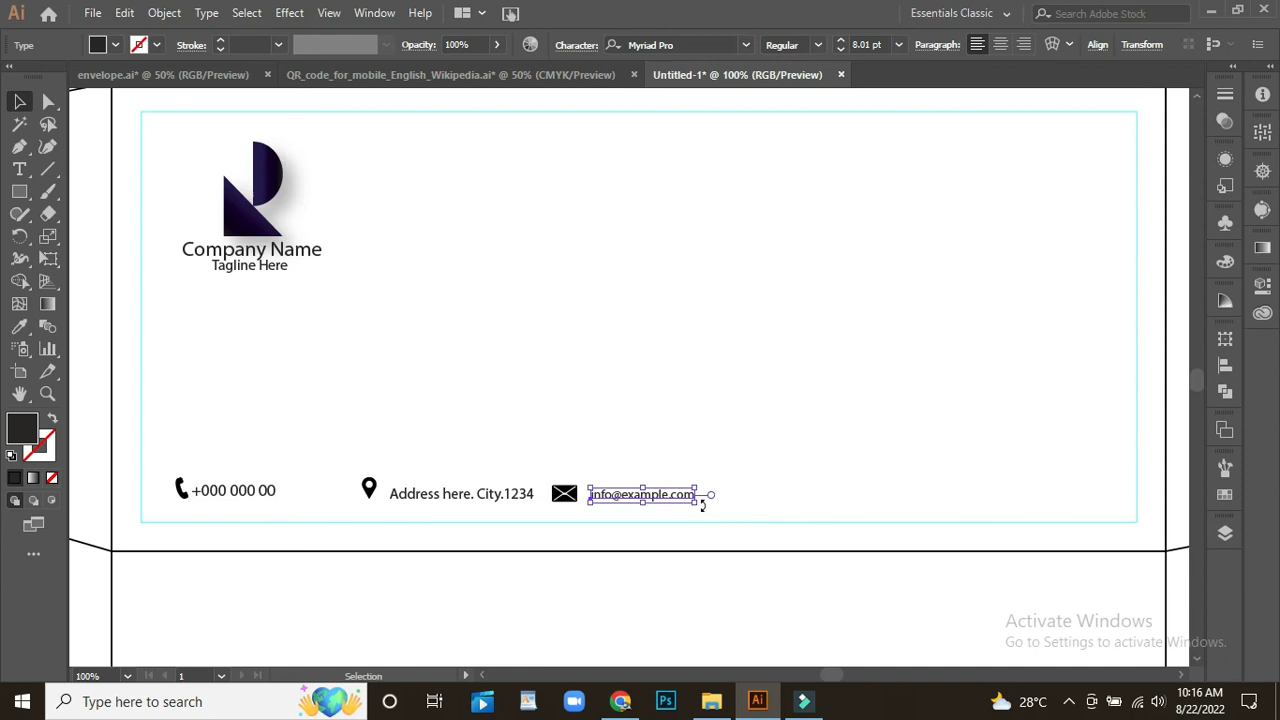 Ai File Edit Object Type Select Effect View Window Help Essentials Classic Search Adobe Stock
Type Stroke: Opacity: 100% Character: Myriad Pro Regular 8.01 pt Paragraph: Align Transform
envelope.ai* @ 50% (RGB/Preview) QR_code_for_mobile_English_Wikipedia.ai* @ 50% (CMYK/Preview) Untitled-1* @ 100% (RGB/Preview)
Company Name
Tagline Here
+000 000 00 Address here. City.1234 info@example.com
Activate Windows
Go to Settings to activate Windows.
100% 1 Selection
Type here to search Ps Ai 28°C 10:16 AM
8/22/2022